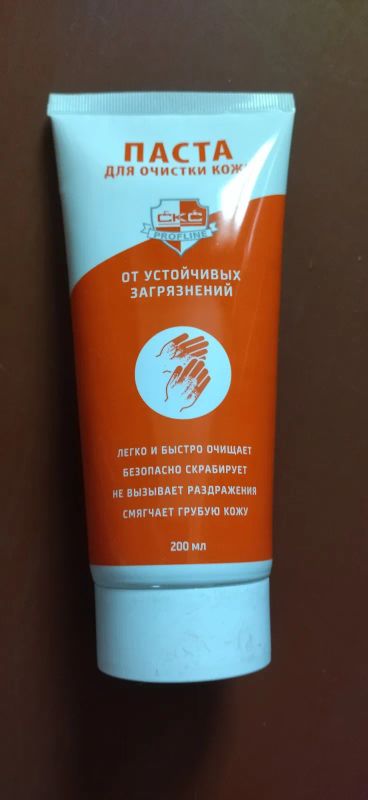 ПАСТА
ДЛЯ ОЧИСТКИ КОЖИ
СКС
PROFLINE
ОТ УСТОЙЧИВЫХ
ЗАГРЯЗНЕНИЙ
ЛЕГКО И БЫСТРО ОЧИЩАЕТ
БЕЗОПАСНО СКРАБИРУЕТ
НЕ ВЫЗЫВАЕТ РАЗДРАЖЕНИЯ
СМЯГЧАЕТ ГРУБУЮ КОЖУ
200 МЛ